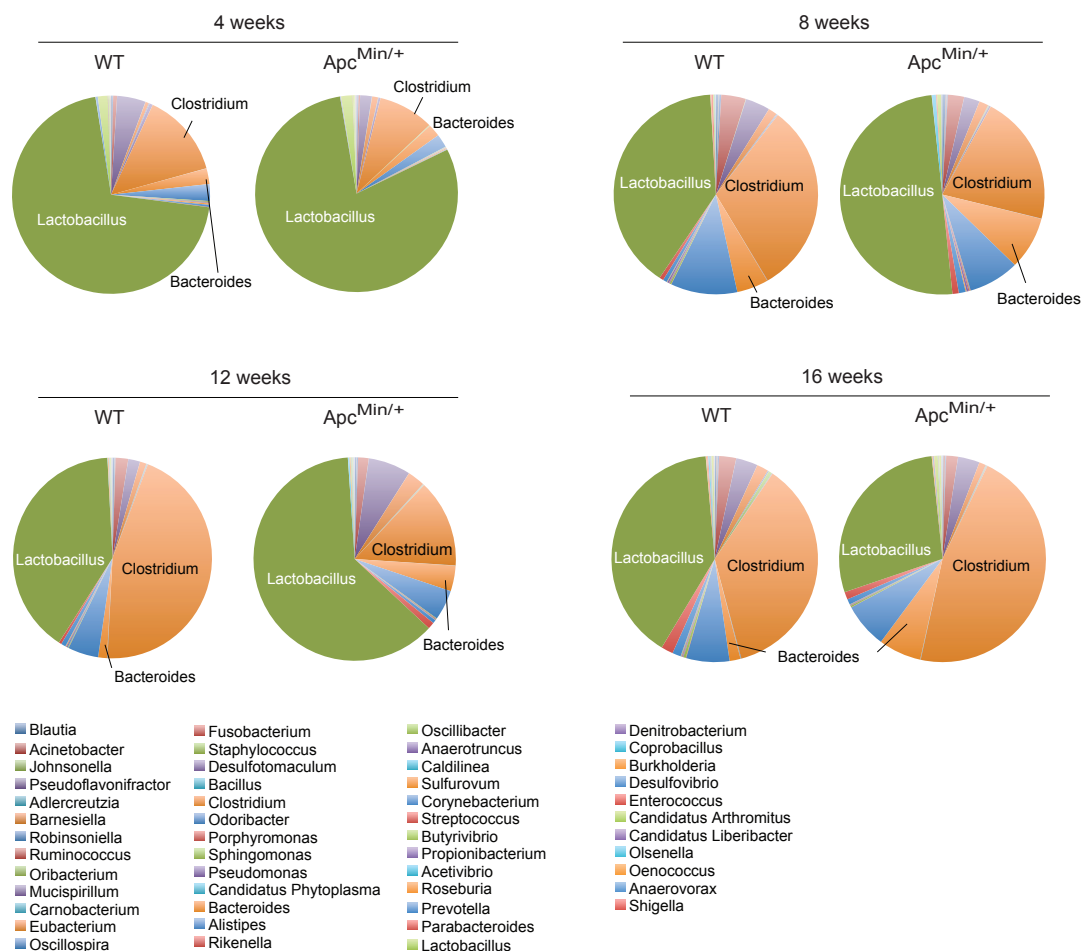 4 weeks
8 weeks
WT
Apc^Min/+
WT
Apc^Min/+
Clostridium
Lactobacillus
Bacteroides
Clostridium
Bacteroides
Lactobacillus
Lactobacillus
Clostridium
Bacteroides
Lactobacillus
Clostridium
Bacteroides
12 weeks
16 weeks
WT
Apc^Min/+
WT
Apc^Min/+
Lactobacillus
Clostridium
Bacteroides
Lactobacillus
Clostridium
Bacteroides
Lactobacillus
Clostridium
Bacteroides
Lactobacillus
Clostridium
Blautia
Acinetobacter
Johnsonella
Pseudoflavonifractor
Adlercreutzia
Barnesiella
Robinsoniella
Ruminococcus
Oribacterium
Mucispirillum
Carnobacterium
Eubacterium
Oscillospira
Fusobacterium
Staphylococcus
Desulfotomaculum
Bacillus
Clostridium
Odoribacter
Porphyromonas
Sphingomonas
Pseudomonas
Candidatus Phytoplasma
Bacteroides
Alistipes
Rikenella
Oscillibacter
Anaerotruncus
Caldilinea
Sulfurovum
Corynebacterium
Streptococcus
Butyrivibrio
Propionibacterium
Acetivibrio
Roseburia
Prevotella
Parabacteroides
Lactobacillus
Denitrobacterium
Coprobacillus
Burkholderia
Desulfovibrio
Enterococcus
Candidatus Arthromitus
Candidatus Liberibacter
Olsenella
Oenococcus
Anaerovorax
Shigella